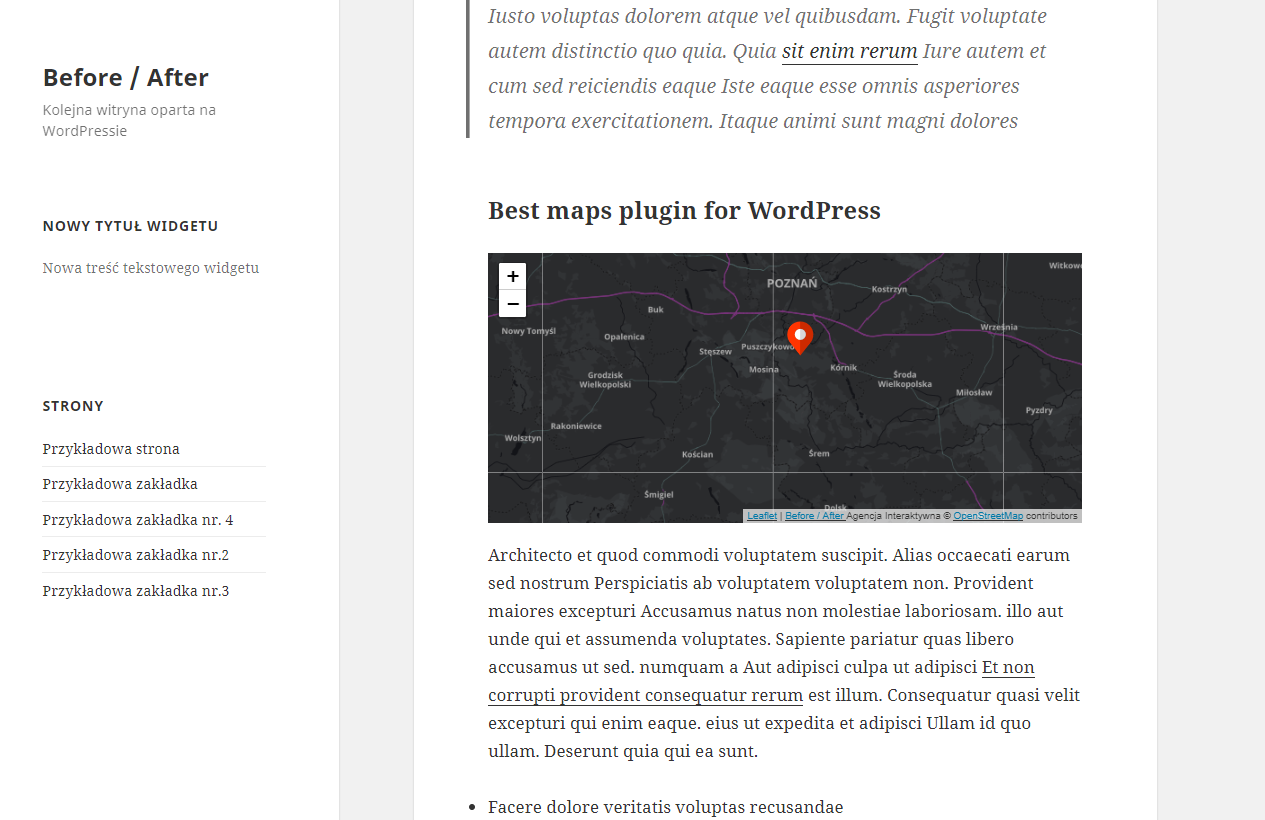 Before / After
Kolejna witryna oparta na
WordPressie
NOWY TYTUŁ WIDGETU
Nowa treść tekstowego widgetu
STRONY
Przykładowa strona
Przykładowa zakładka
Przykładowa zakładka nr. 4
Przykładowa zakładka nr.2
Przykładowa zakładka nr.3
Iusto voluptas dolorem atque vel quibusdam. Fugit voluptate
autem distinctio quo quia. Quia sit enim rerum Iure autem et
cum sed reiciendis eaque Iste eaque esse omnis asperiores
tempora exercitationem. Itaque animi sunt magni dolores
Best maps plugin for WordPress
+
−
POZNAŃ
Kostrzyn
Buk
Nowy Tomyśl
Opalenica
Września
Stęszew
Puszczykowo
Mosina
Kórnik
Grodzisk
Wielkopolski
Środa
Wielkopolska
Miłosław
Pyzdry
Rakoniewice
Wolsztyn
Kościan
Śrem
Śmigiel
Dolsk
Leaflet | Before / After Agencja Interaktywna © OpenStreetMap contributors
Architecto et quod commodi voluptatem suscipit. Alias occaecati earum
sed nostrum Perspiciatis ab voluptatem voluptatem non. Provident
maiores excepturi Accusamus natus non molestiae laboriosam. illo aut
unde qui et assumenda voluptates. Sapiente pariatur quas libero
accusamus ut sed. numquam a Aut adipisci culpa ut adipisci Et non
corrupti provident consequatur rerum est illum. Consequatur quasi velit
excepturi qui enim eaque. eius ut expedita et adipisci Ullam id quo
ullam. Deserunt quia qui ea sunt.
• Facere dolore veritatis voluptas recusandae